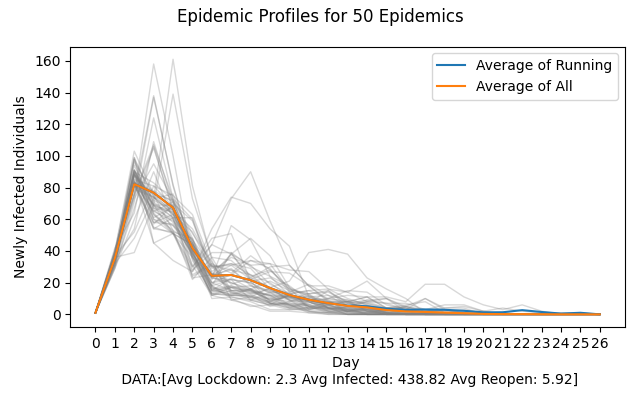 Epidemic Profiles for 50 Epidemics
160
140
120
100
80
60
40
20
0
Newly Infected Individuals
Average of Running
Average of All
0 1 2 3 4 5 6 7 8 9 10 11 12 13 14 15 16 17 18 19 20 21 22 23 24 25 26
Day
DATA:[Avg Lockdown: 2.3 Avg Infected: 438.82 Avg Reopen: 5.92]